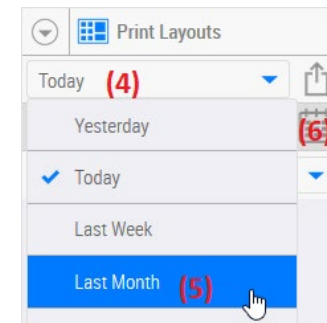 Print Layouts
Today (4)
Yesterday (6)
Today
Last Week
Last Month (5)